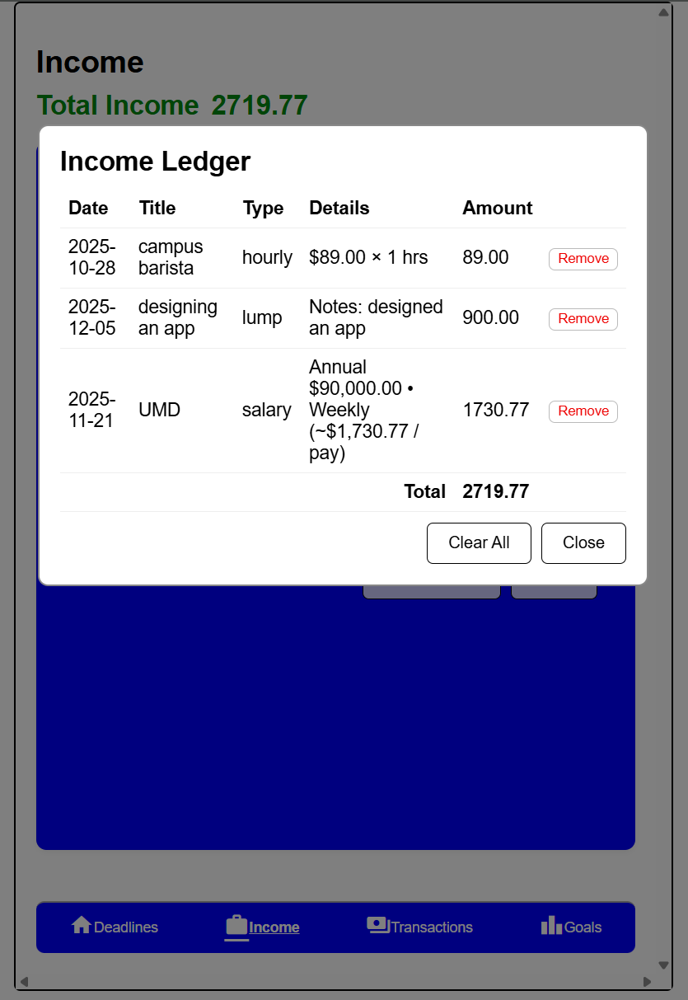 Income
Total Income 2719.77
Income Ledger
Date Title Type Details Amount
2025-
10-28
campus
barista
hourly
$89.00 × 1 hrs
89.00
Remove
2025-
12-05
designing
an app
lump
Notes: designed
an app
900.00
Remove
2025-
11-21
UMD
salary
Annual
$90,000.00 •
Weekly
(~$1,730.77 /
pay)
1730.77
Remove
Total 2719.77
Clear All Close
Deadlines Income Transactions Goals